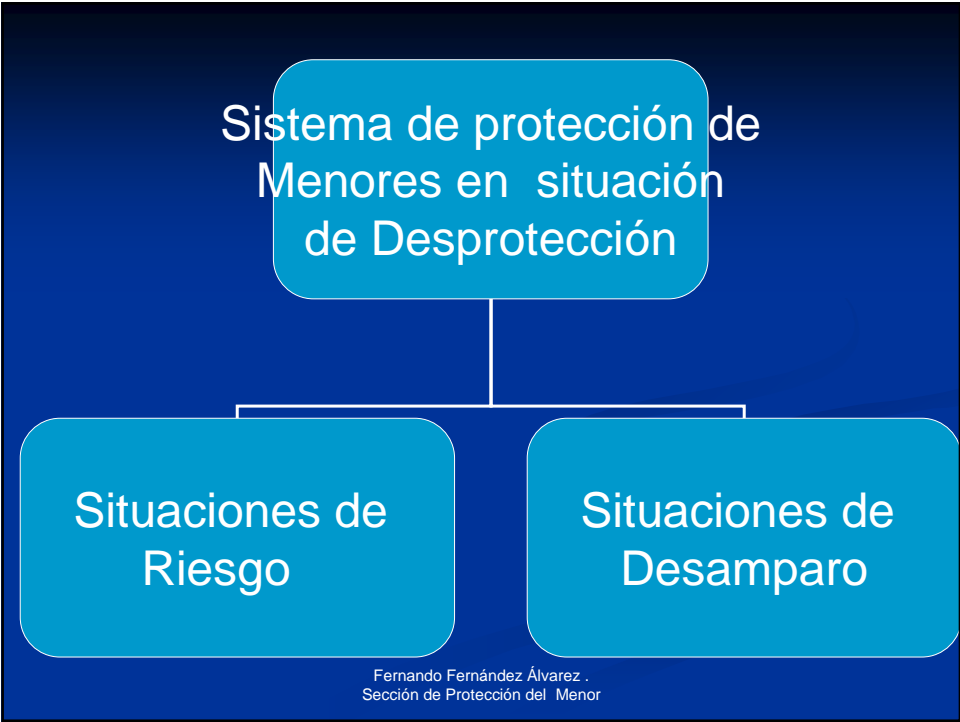 Sistema de protección de
Menores en situación
de Desprotección
Situaciones de
Riesgo
Situaciones de
Desamparo
Fernando Fernández Álvarez .
Sección de Protección del Menor